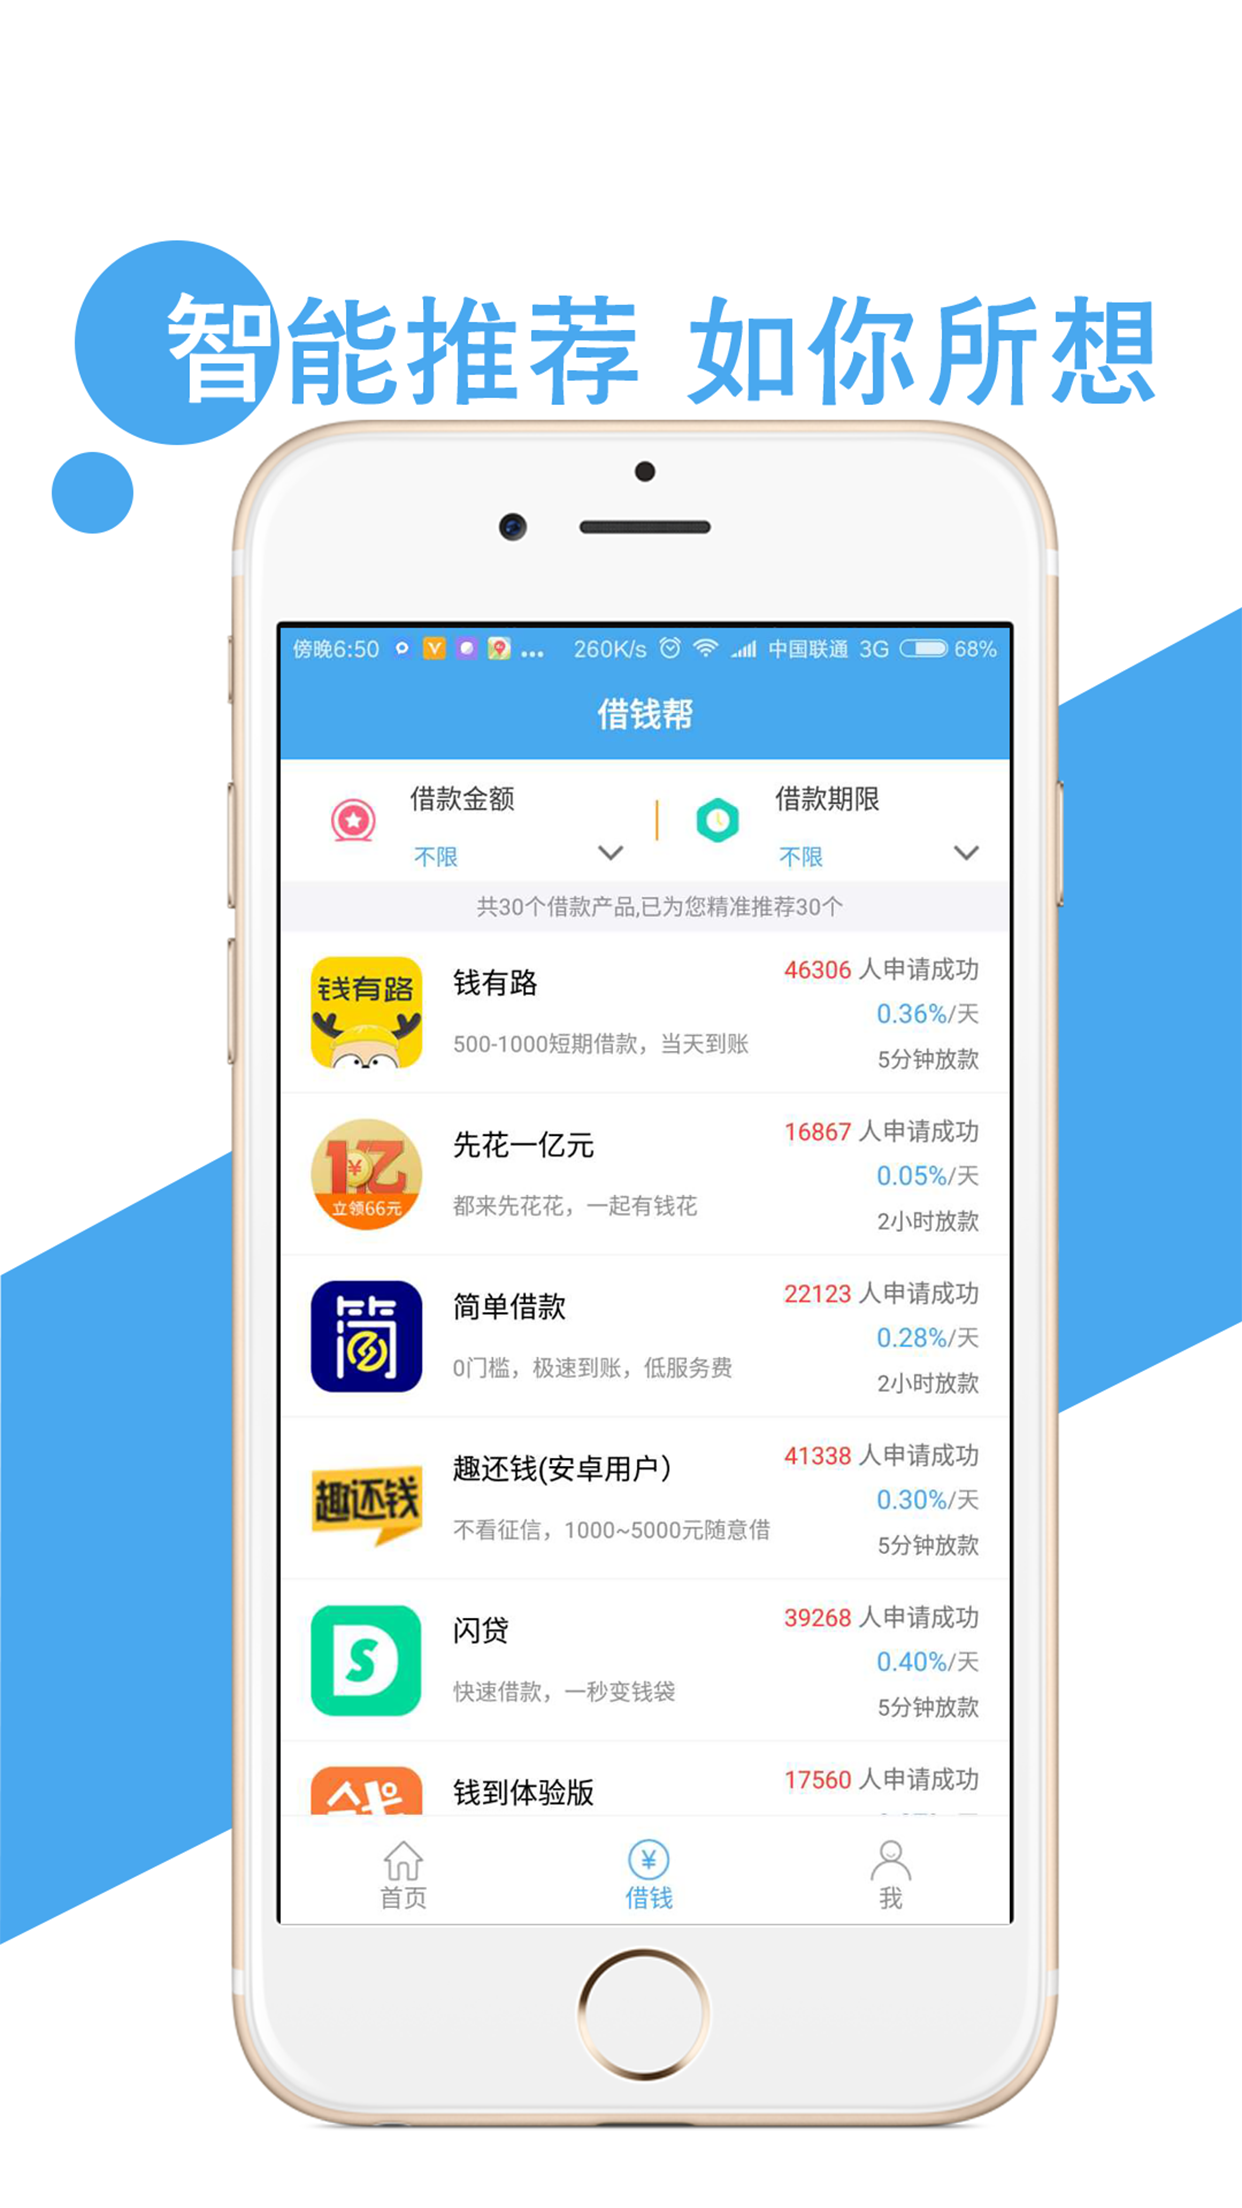 智能推荐 如你所想
傍晚6:50 ... 260K/s 中国联通 3G 68%
借钱帮
借款金额
不限
借款期限
不限
共30个借款产品,已为您精准推荐30个
钱有路
钱有路
500-1000短期借款，当天到账
46306 人申请成功
0.36%/天
5分钟放款
1亿
立领66元
先花一亿元
都来先花花，一起有钱花
16867 人申请成功
0.05%/天
2小时放款
简
简单借款
0门槛，极速到账，低服务费
22123 人申请成功
0.28%/天
2小时放款
趣还钱
趣还钱(安卓用户)
不看征信，1000~5000元随意借
41338 人申请成功
0.30%/天
5分钟放款
DS
闪贷
快速借款，一秒变钱袋
39268 人申请成功
0.40%/天
5分钟放款
钱到体验版
17560 人申请成功
首页
¥
借钱
我